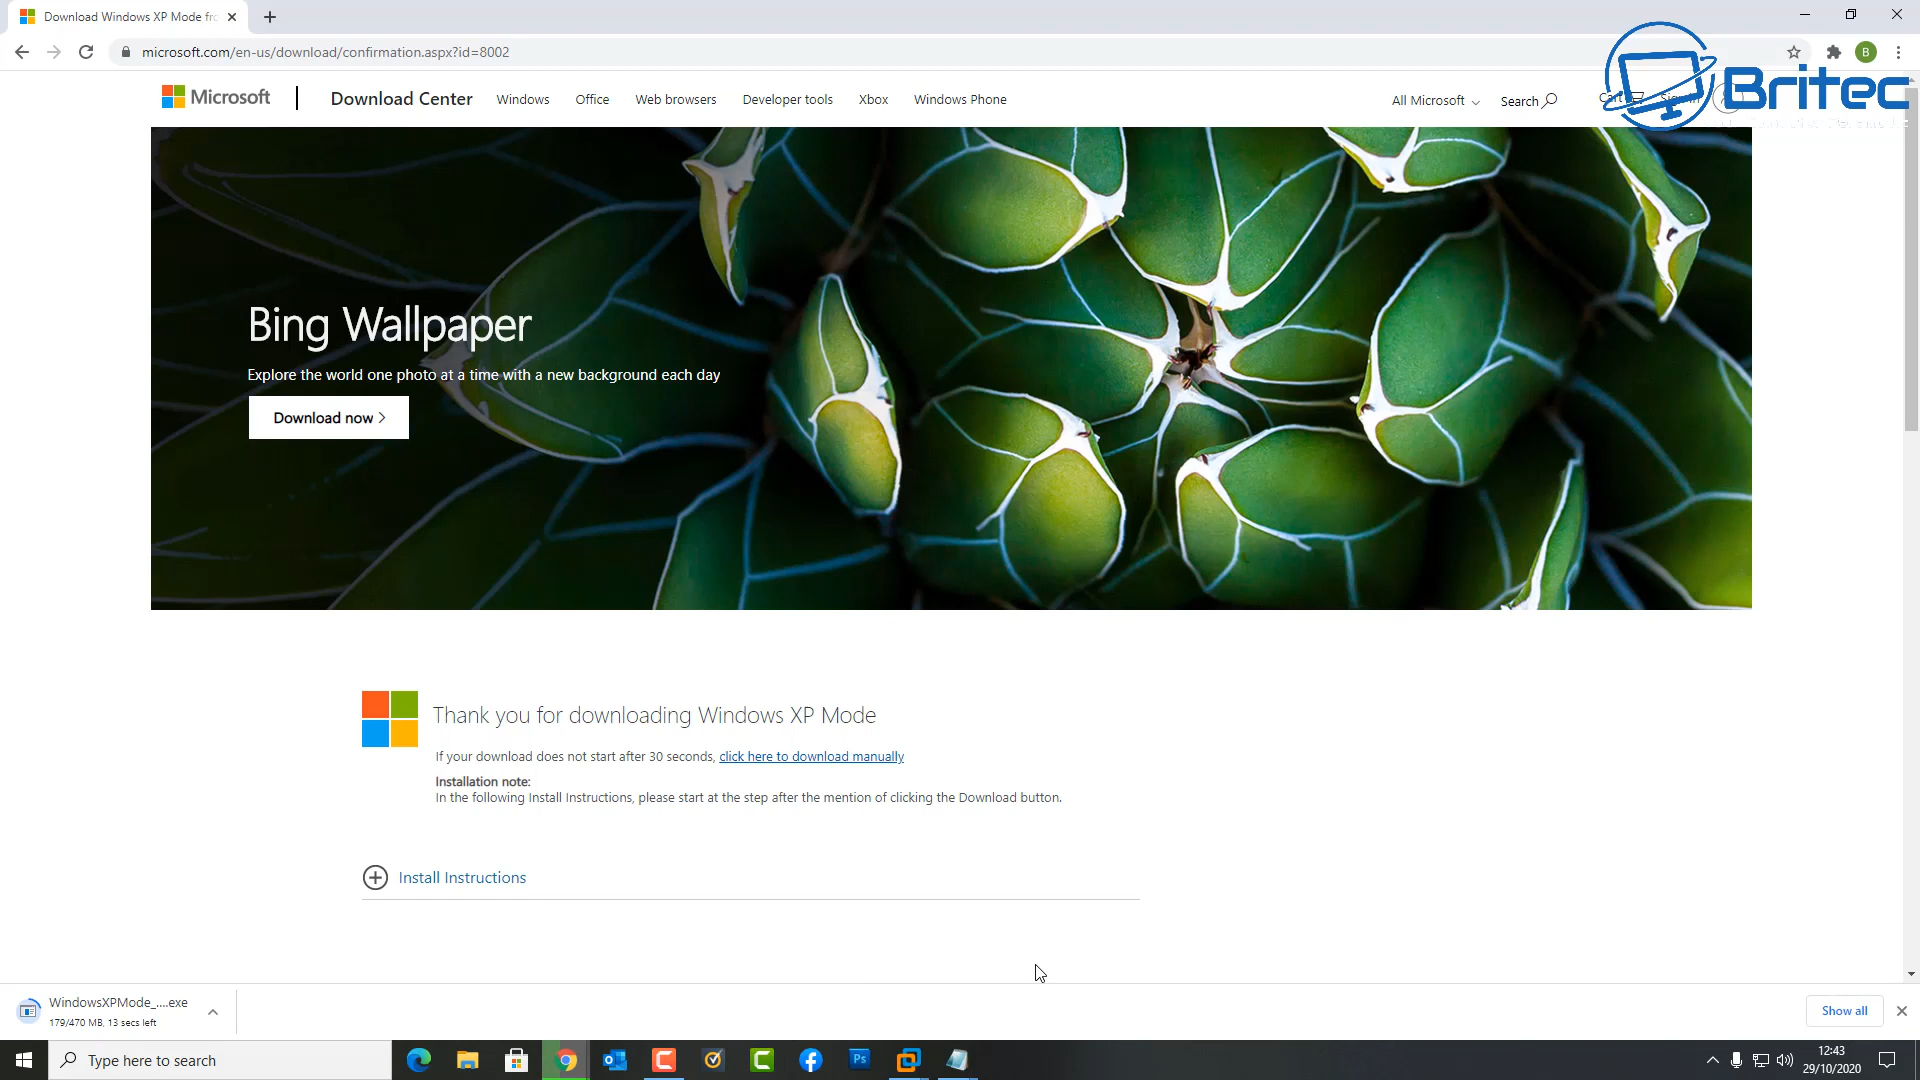 Download Windows XP Mode fro
microsoft.com/en-us/download/confirmation.aspx?id=8002
B
Microsoft
Download Center
Windows
Office
Web browsers
Developer tools
Xbox
Windows Phone
All Microsoft
Search
Cart
Sign in
Britec
Bing Wallpaper
Explore the world one photo at a time with a new background each day
Download now >
Thank you for downloading Windows XP Mode
If your download does not start after 30 seconds, click here to download manually
Installation note:
In the following Install Instructions, please start at the step after the mention of clicking the Download button.
Install Instructions
WindowsXPMode_....exe
179/470 MB, 13 secs left
Show all
Type here to search
Ps
12:43
29/10/2020